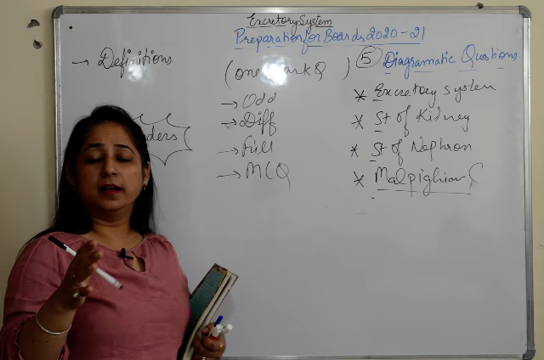 Excretory System
Preparation for Boards 2020-21
→ Definitions
(one mark Q)
→ Odd
→ Diff
→ Fill
→ MCQ
⑤ Diagramatic Questions
* Excretory system
* St of Kidney
* St of Nephron
* Malpighian C